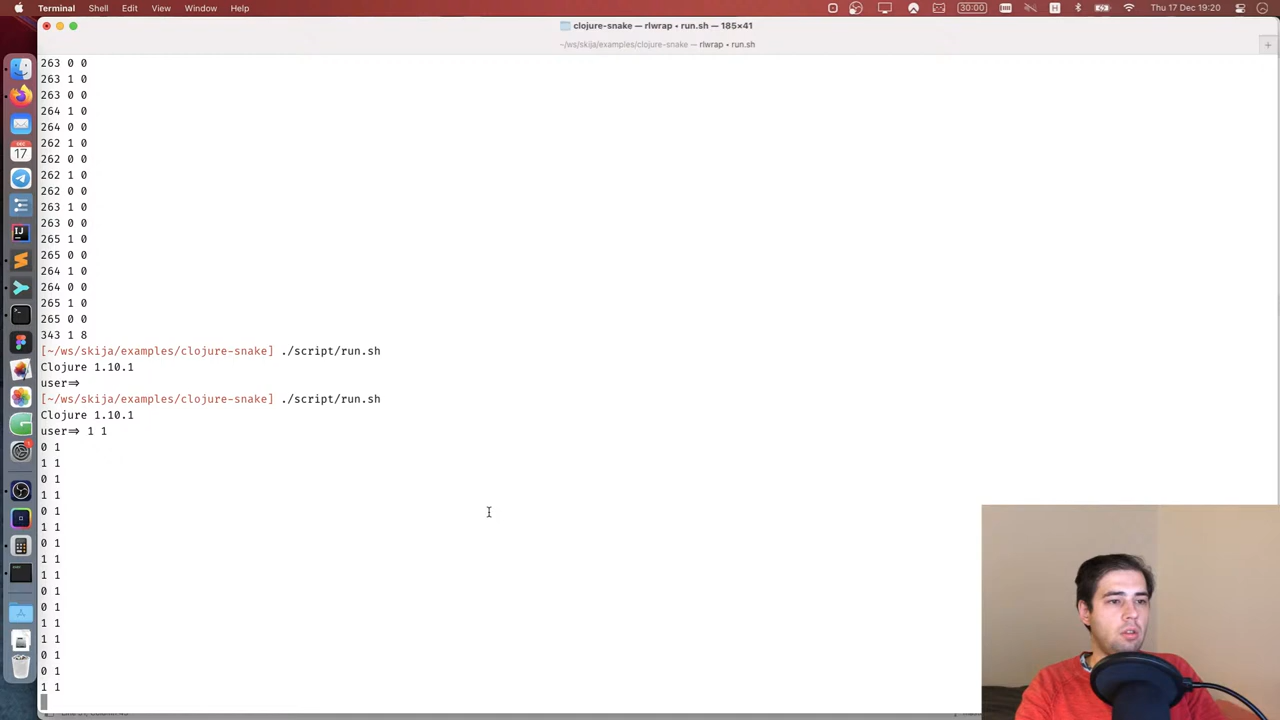 Terminal Shell Edit View Window Help 30:00 H Thu 17 Dec 19:20
clojure-snake — rlwrap • run.sh — 185×41
~/ws/skija/examples/clojure-snake — rlwrap • run.sh
263 0 0
263 1 0
263 0 0
264 1 0
264 0 0
262 1 0
262 0 0
262 1 0
262 0 0
263 1 0
263 0 0
265 1 0
265 0 0
264 1 0
264 0 0
265 1 0
265 0 0
343 1 8
[~/ws/skija/examples/clojure-snake] ./script/run.sh
Clojure 1.10.1
user=>
[~/ws/skija/examples/clojure-snake] ./script/run.sh
Clojure 1.10.1
user=> 1 1
0 1
1 1
0 1
1 1
0 1
1 1
0 1
1 1
1 1
0 1
0 1
1 1
1 1
0 1
0 1
1 1